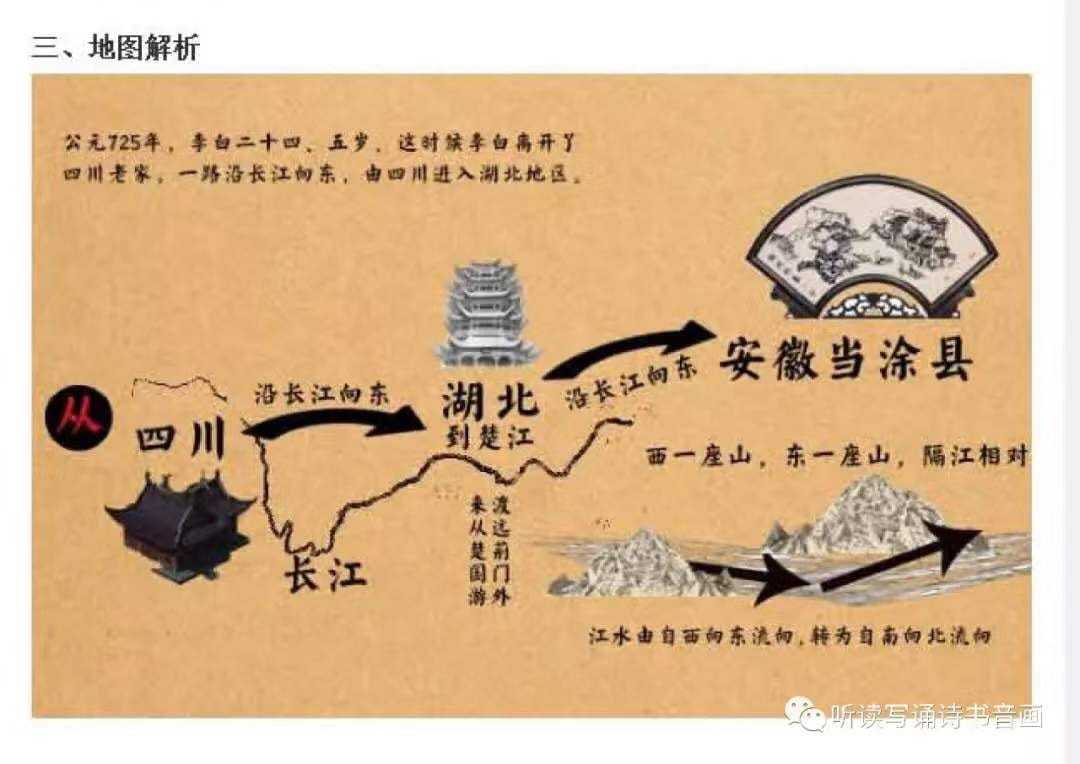 三、地图解析
公元725年，李白二十四、五岁，这时候李白离开了
四川老家，一路沿长江向东，由四川进入湖北地区。
从
四川
沿长江向东
湖北
到楚江
沿长江向东
安徽当涂县
西一座山，东一座山，隔江相对
渡远荊门外
来从楚国游
长江
江水由自西向东流向，转为自南向北流向
听读写诵诗书音画